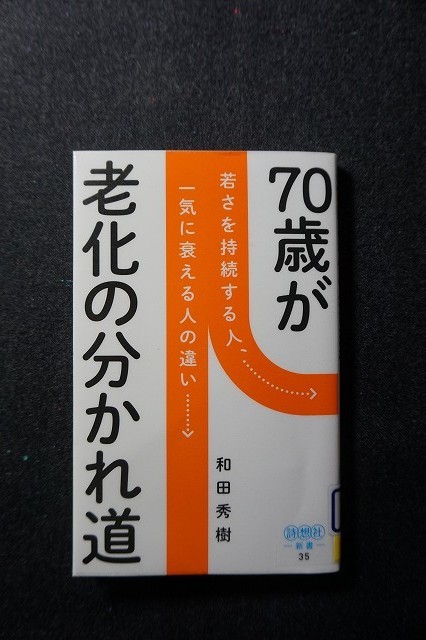 70歳が
老化の分かれ道
若さを持続する人、………>
一気に衰える人の違い………>
和田秀樹
詩想社
―新書―
35